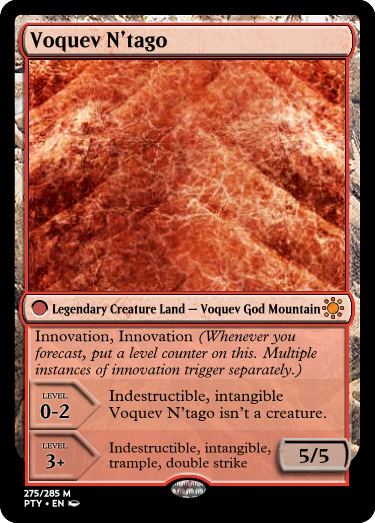 Voquev N'tago
Legendary Creature Land — Voquev God Mountain
Innovation, Innovation (Whenever you
forecast, put a level counter on this. Multiple
instances of innovation trigger separately.)
LEVEL
0-2
Indestructible, intangible
Voquev N'tago isn't a creature.
LEVEL
3+
Indestructible, intangible,
trample, double strike
5/5
275/285 M
PTY • EN